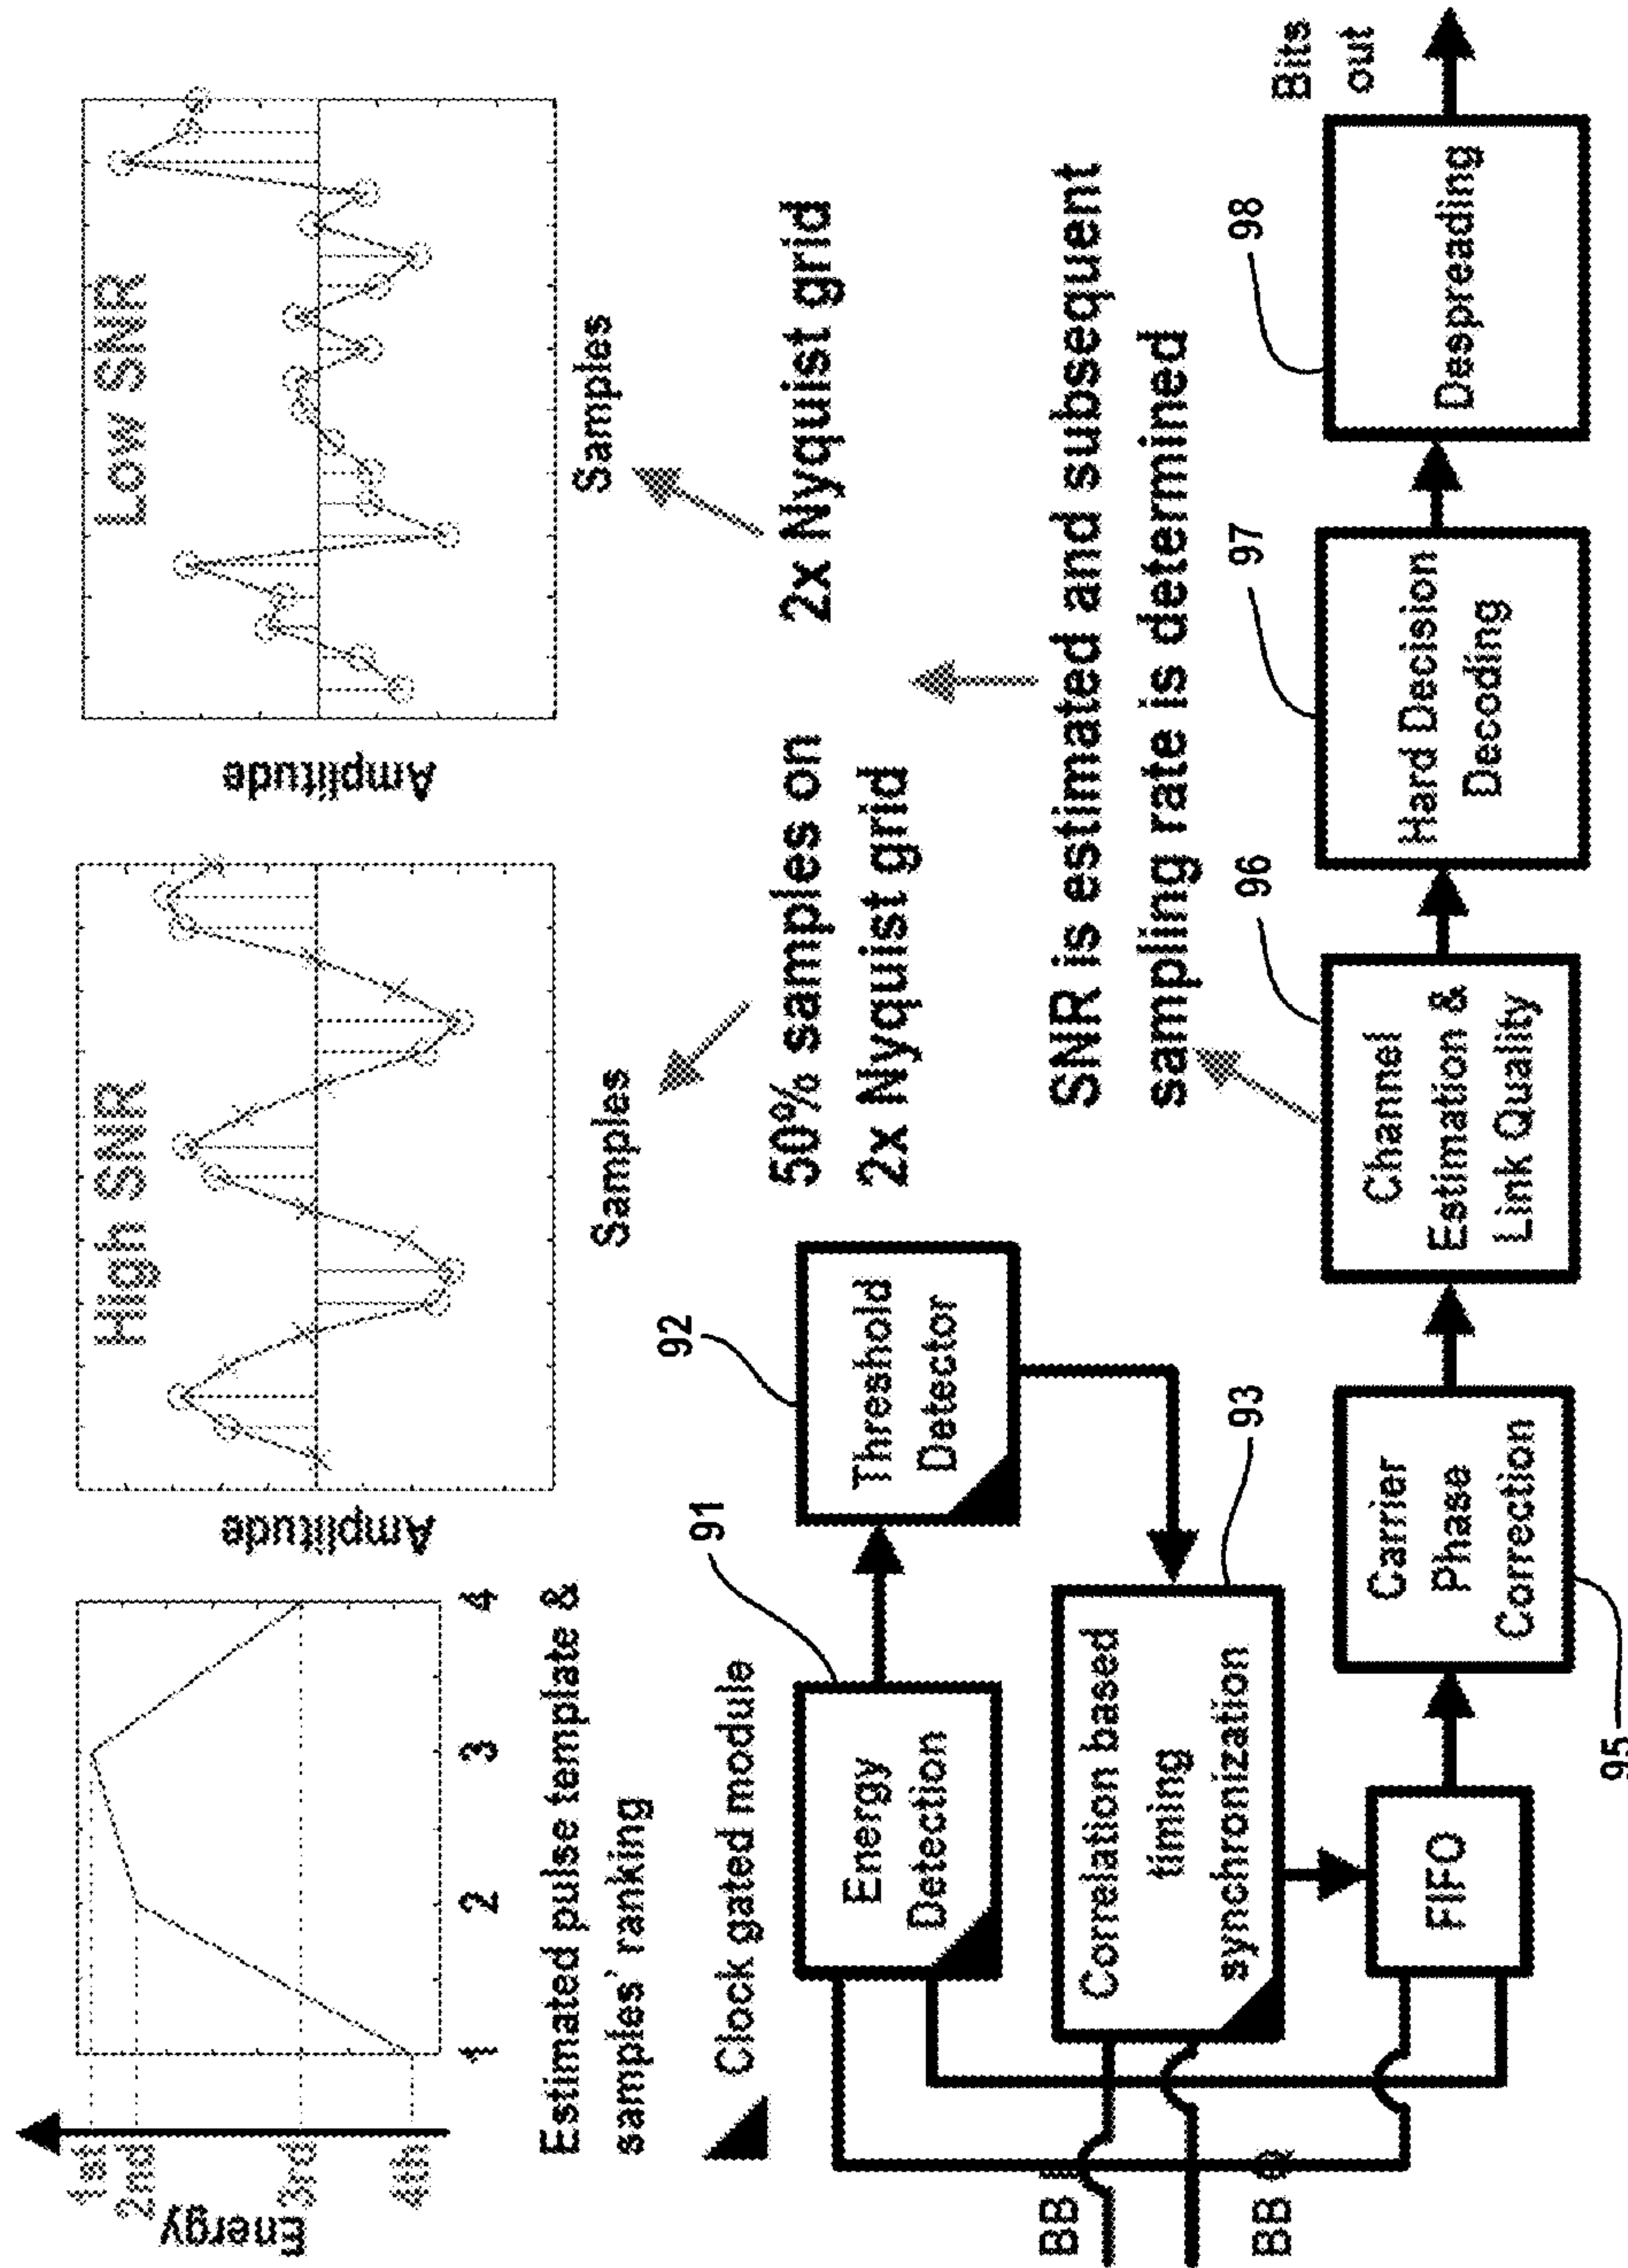 Energy
1st
2nd
3rd
4th
1
2
3
4
Estimated pulse template &
samples` ranking
Amplitude
High SNR
Samples
Amplitude
Low SNR
Samples
50% samples on
2x Nyquist grid
2x Nyquist grid
SNR is estimated and subsequent
sampling rate is determined
Clock gated module
91
Energy
Detection
92
Threshold
Detector
93
Correlation based
timing
synchronization
BB I
BB Q
FIFO
95
Carrier
Phase
Correction
96
Channel
Estimation &
Link Quality
97
Hard Decision
Decoding
98
Despreading
Bits
out